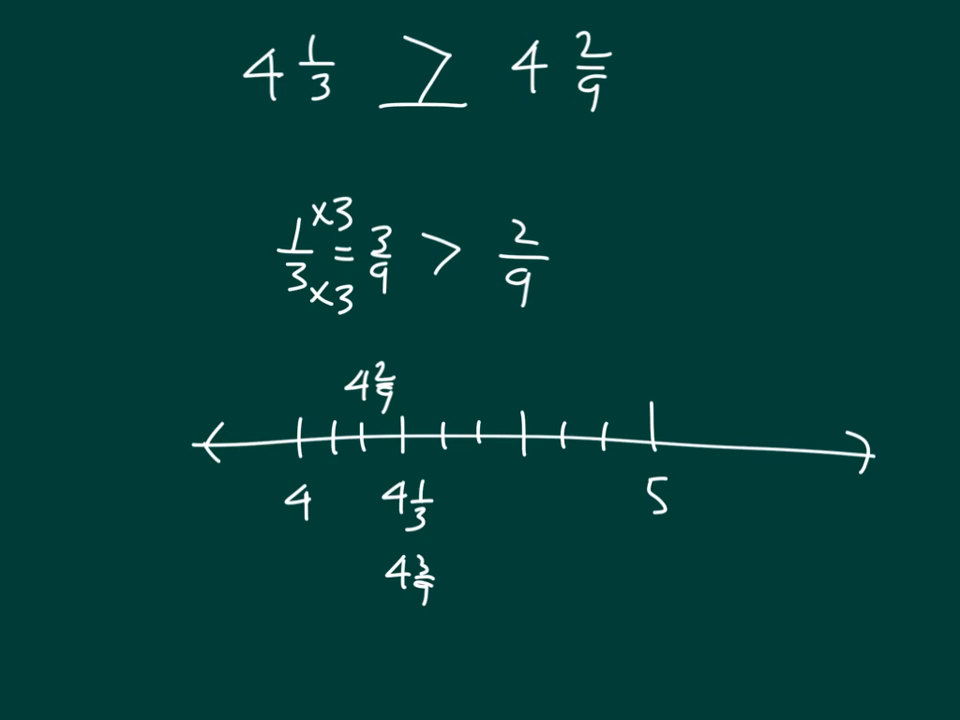 4 1/3 > 4 2/9
1/3 ×3 ×3 = 3/9 > 2/9
4 2/9
4 4 1/3 5
4 3/9